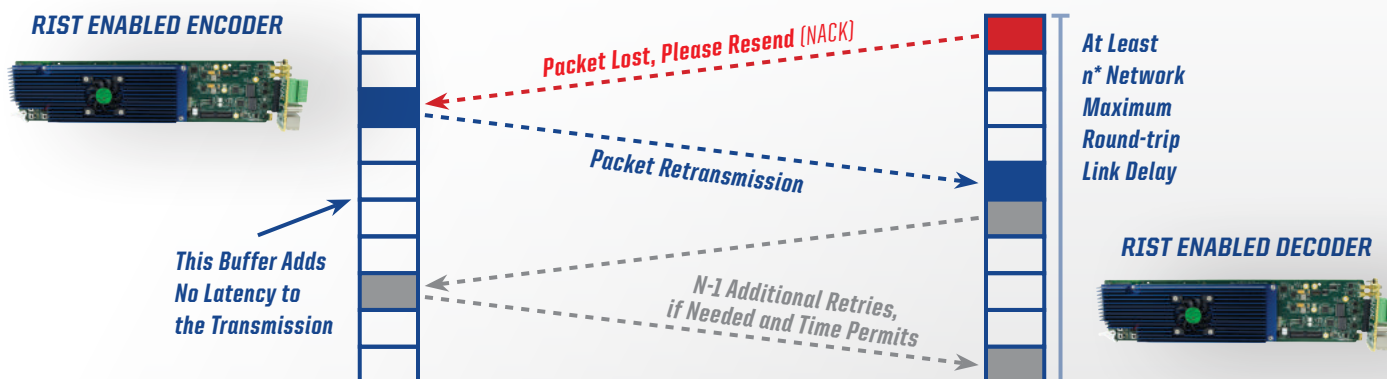 RIST ENABLED ENCODER
Packet Lost, Please Resend (NACK)
At Least
n* Network
Maximum
Round-trip
Link Delay
Packet Retransmission
This Buffer Adds
No Latency to
the Transmission
RIST ENABLED DECODER
N-1 Additional Retries,
if Needed and Time Permits